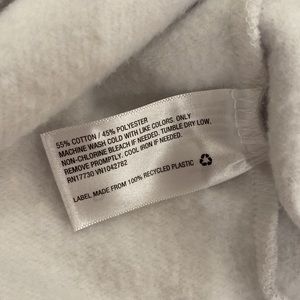 55% COTTON / 45% POLYESTER
MACHINE WASH COLD WITH LIKE COLORS. ONLY
NON-CHLORINE BLEACH IF NEEDED. TUMBLE DRY LOW.
REMOVE PROMPTLY. COOL IRON IF NEEDED.
RN17730 VN1042782
LABEL MADE FROM 100% RECYCLED PLASTIC